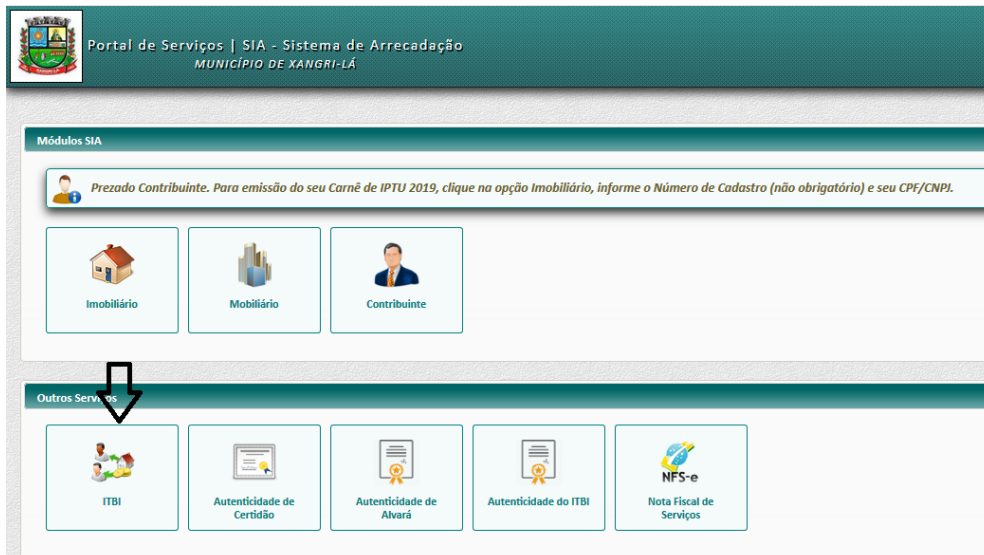 Portal de Serviços | SIA - Sistema de Arrecadação
MUNICÍPIO DE XANGRI-LÁ
Módulos SIA
Prezado Contribuinte. Para emissão do seu Carnê de IPTU 2019, clique na opção Imobiliário, informe o Número de Cadastro (não obrigatório) e seu CPF/CNPJ.
Imobiliário
Mobiliário
Contribuinte
Outros Serviços
NFS-e
ITBI
Autenticidade de
Certidão
Autenticidade de
Alvará
Autenticidade do ITBI
Nota Fiscal de
Serviços